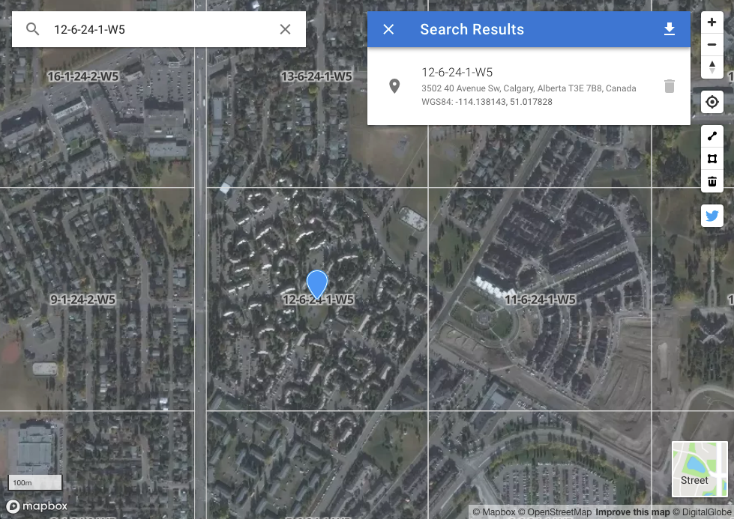 12-6-24-1-W5
Search Results
12-6-24-1-W5
3502 40 Avenue Sw, Calgary, Alberta T3E 7B8, Canada
WGS84: -114.138143, 51.017828
16-1-24-2-W5
13-6-24-1-W5
9-1-24-2-W5
12-6-24-1-W5
11-6-24-1-W5
Street
100m
mapbox
© Mapbox © OpenStreetMap Improve this map © DigitalGlobe